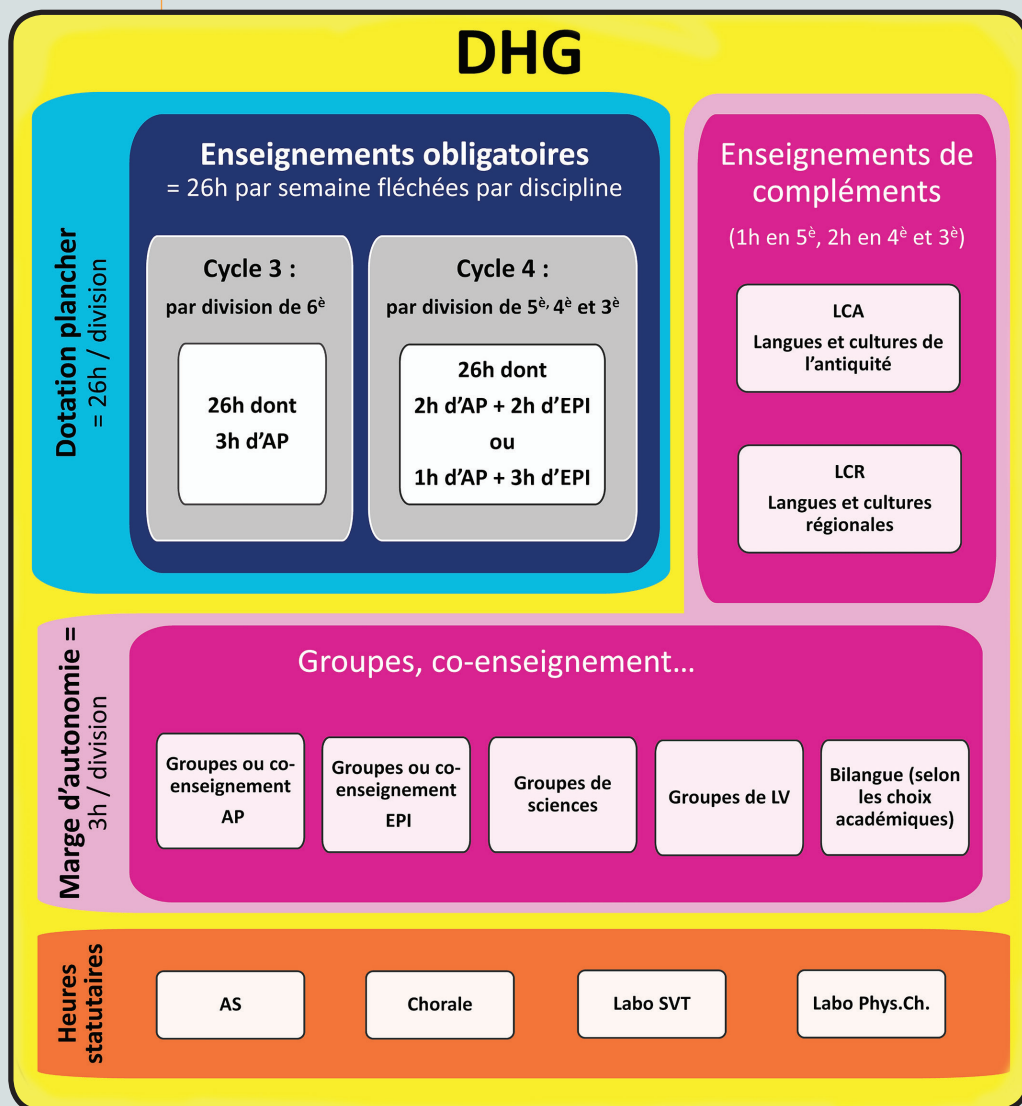 DHG
Dotation plancher
= 26h / division
Enseignements obligatoires
= 26h par semaine fléchées par discipline
Cycle 3 :
par division de 6è
26h dont
3h d'AP
Cycle 4 :
par division de 5è, 4è et 3è
26h dont
2h d'AP + 2h d'EPI
ou
1h d'AP + 3h d'EPI
Enseignements de
compléments
(1h en 5è, 2h en 4è et 3è)
LCA
Langues et cultures de
l'antiquité
LCR
Langues et cultures
régionales
Marge d'autonomie =
3h / division
Groupes, co-enseignement…
Groupes ou co-
enseignement
AP
Groupes ou co-
enseignement
EPI
Groupes de
sciences
Groupes de LV
Bilangue (selon
les choix
académiques)
Heures
statutaires
AS
Chorale
Labo SVT
Labo Phys.Ch.